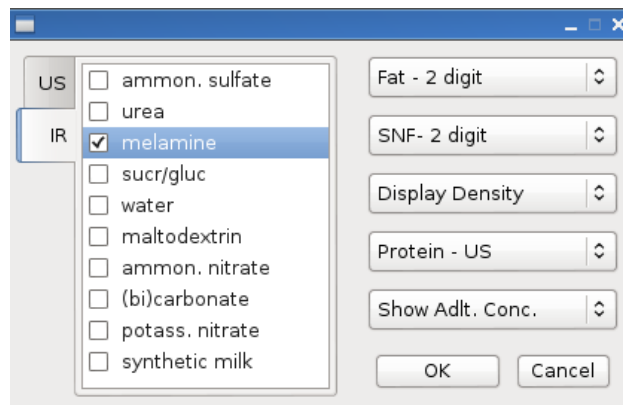 US
IR
ammon. sulfate
urea
melamine
sucr/gluc
water
maltodextrin
ammon. nitrate
(bi)carbonate
potass. nitrate
synthetic milk
Fat - 2 digit
SNF- 2 digit
Display Density
Protein - US
Show Adlt. Conc.
OK
Cancel